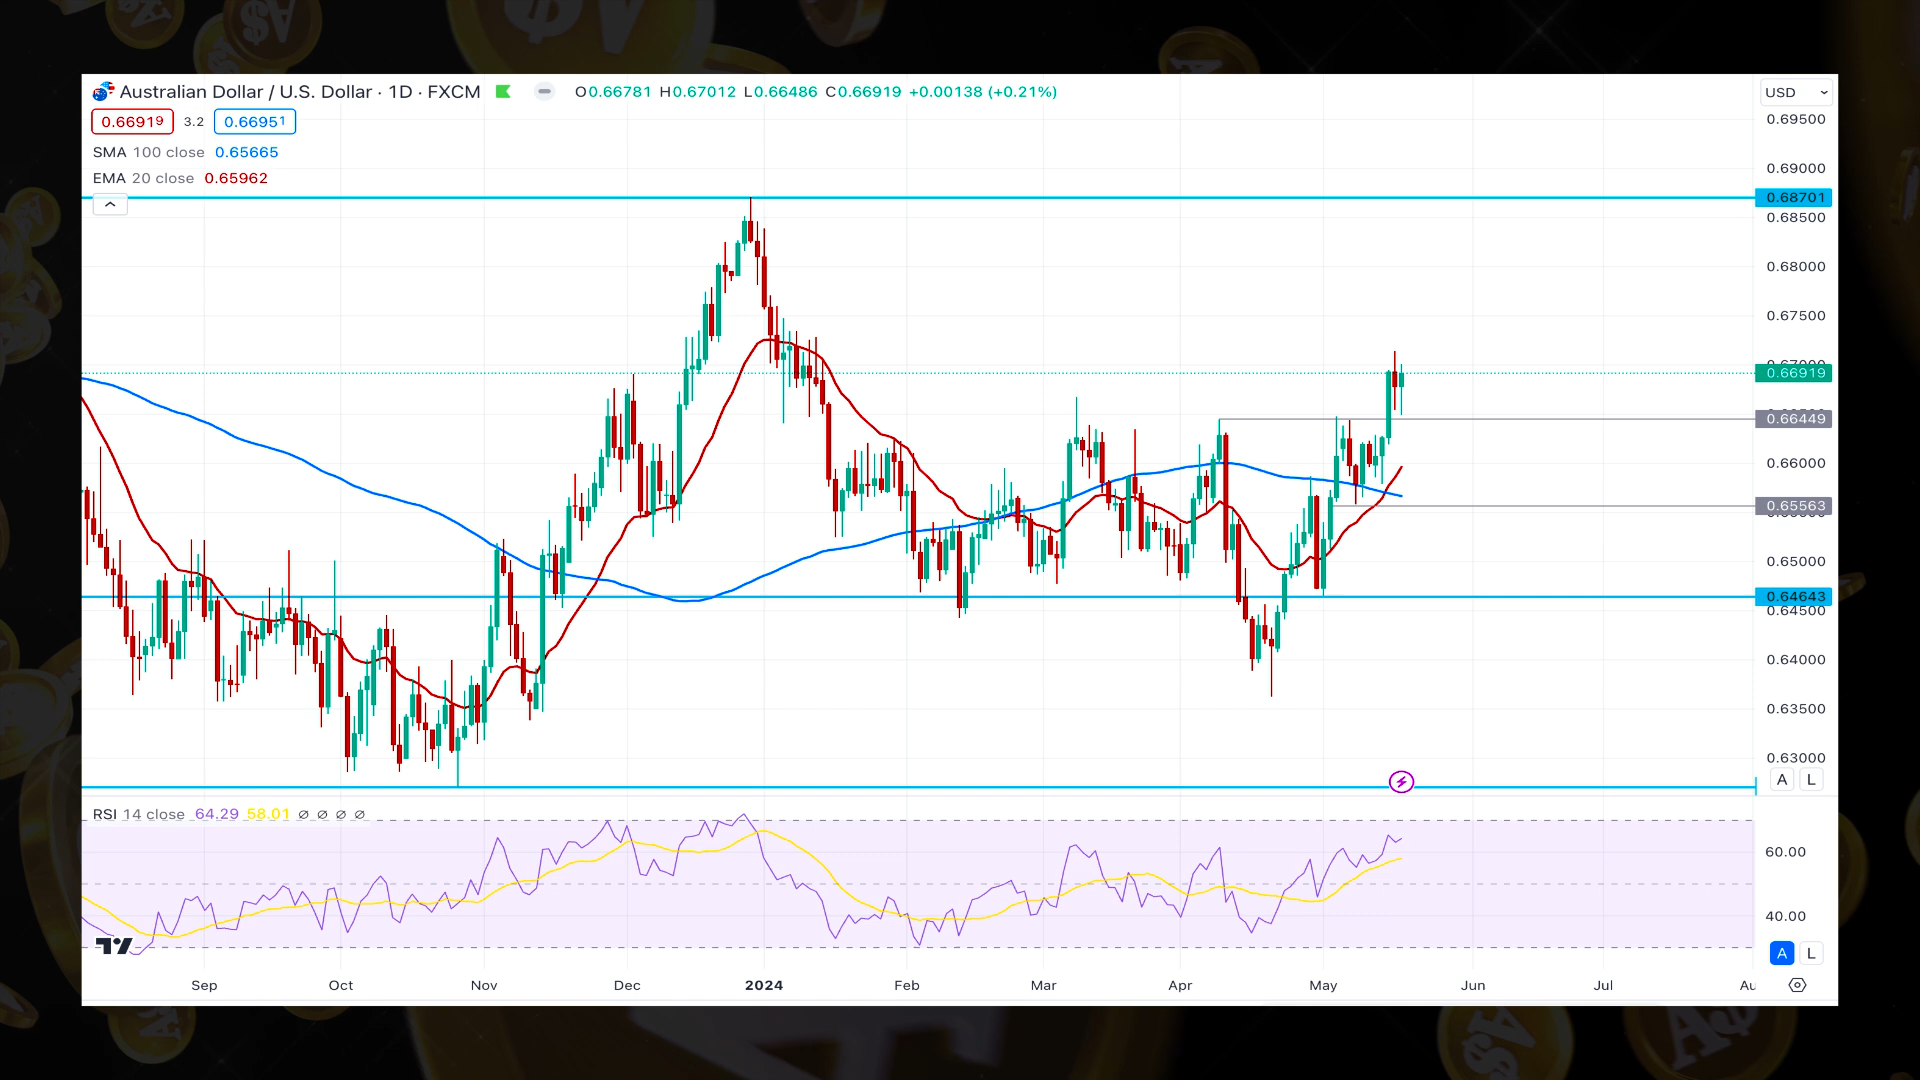 Australian Dollar / U.S. Dollar · 1D · FXCM O0.66781 H0.67012 L0.66486 C0.66919 +0.00138 (+0.21%)
USD
0.66919 3.2 0.66951
SMA 100 close 0.65665
EMA 20 close 0.65962
0.69500
0.69000
0.68701
0.68500
0.68000
0.67500
0.67000
0.66919
0.66449
0.66000
0.65563
0.65000
0.64643
0.64500
0.64000
0.63500
0.63000
A L
RSI 14 close 64.29 58.01 ∅ ∅ ∅ ∅
60.00
40.00
A L
Sep Oct Nov Dec 2024 Feb Mar Apr May Jun Jul Au